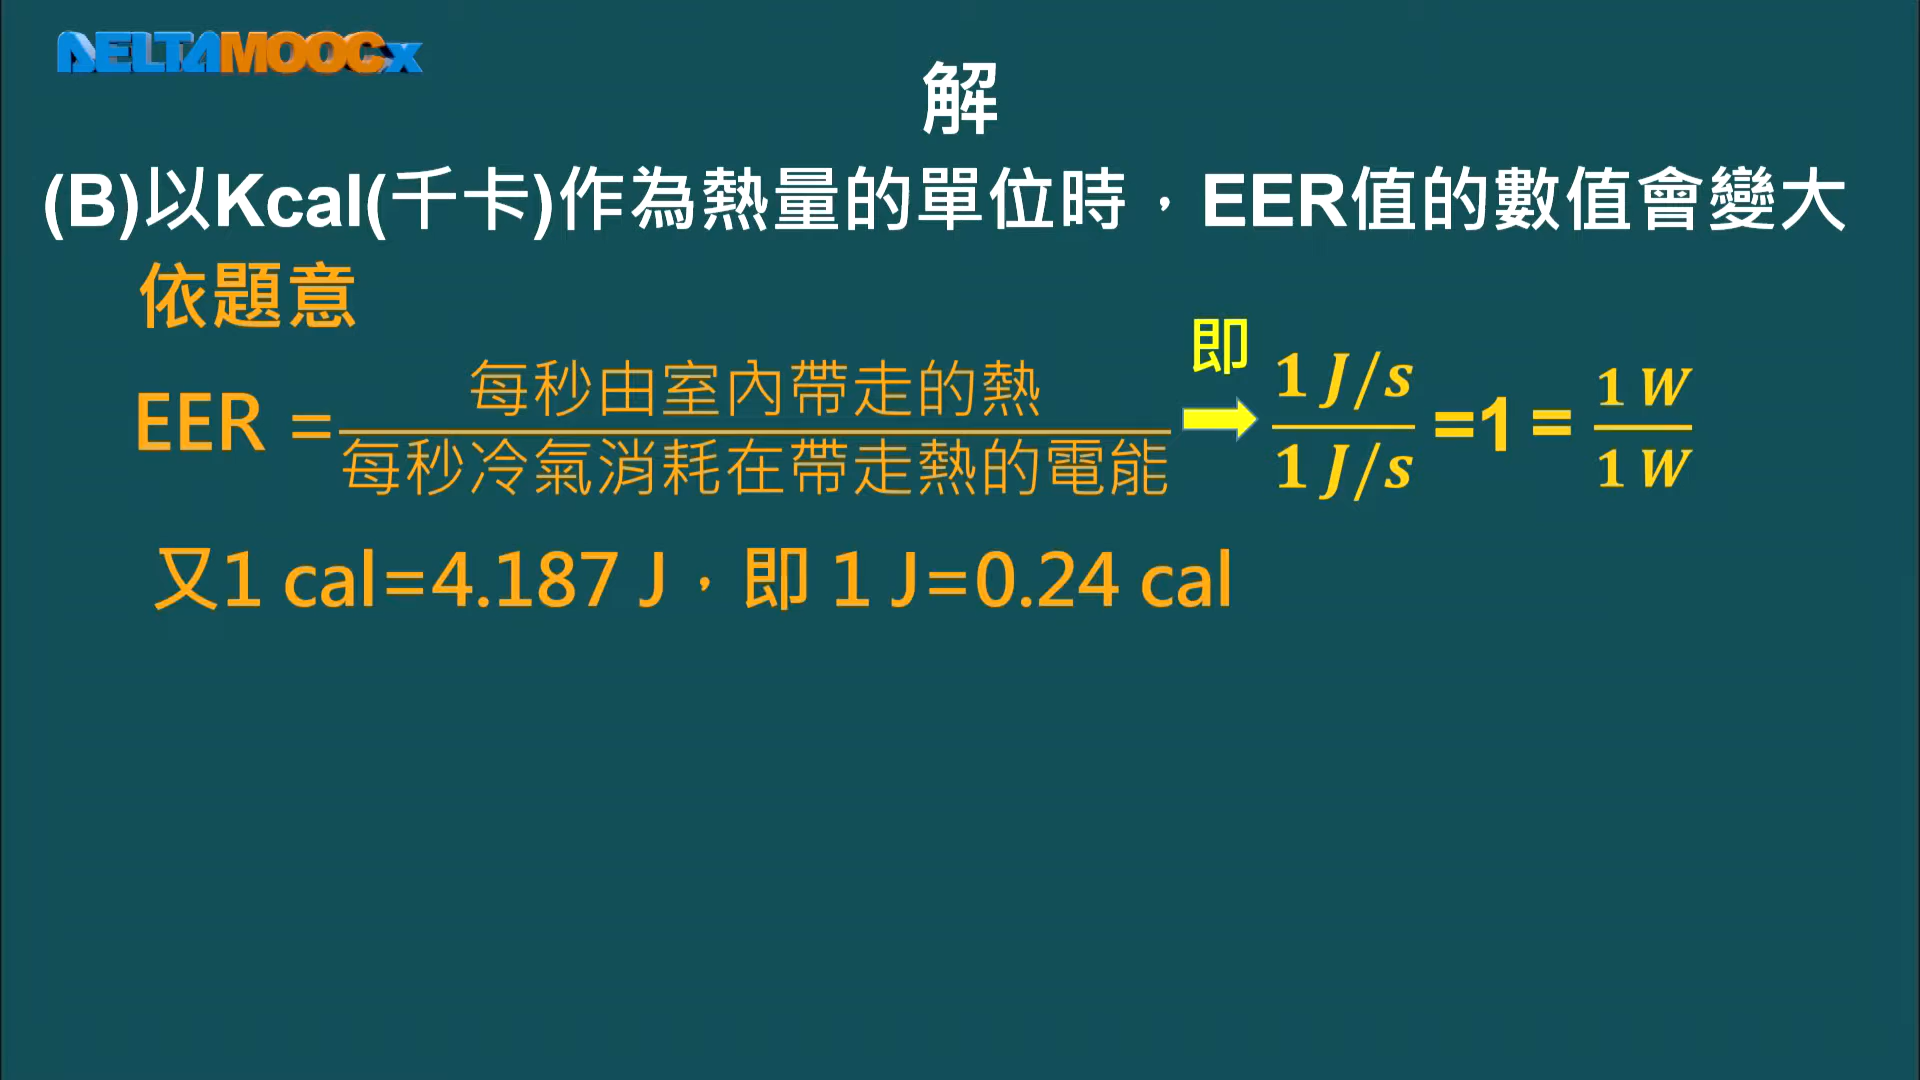 DELTAMOOCx
解
(B)以Kcal(千卡)作為熱量的單位時，EER值的數值會變大
依題意
EER = 每秒由室內帶走的熱 / 每秒冷氣消耗在帶走熱的電能 即 1 J/s / 1 J/s =1 = 1 W / 1 W
又1 cal=4.187 J，即 1 J=0.24 cal